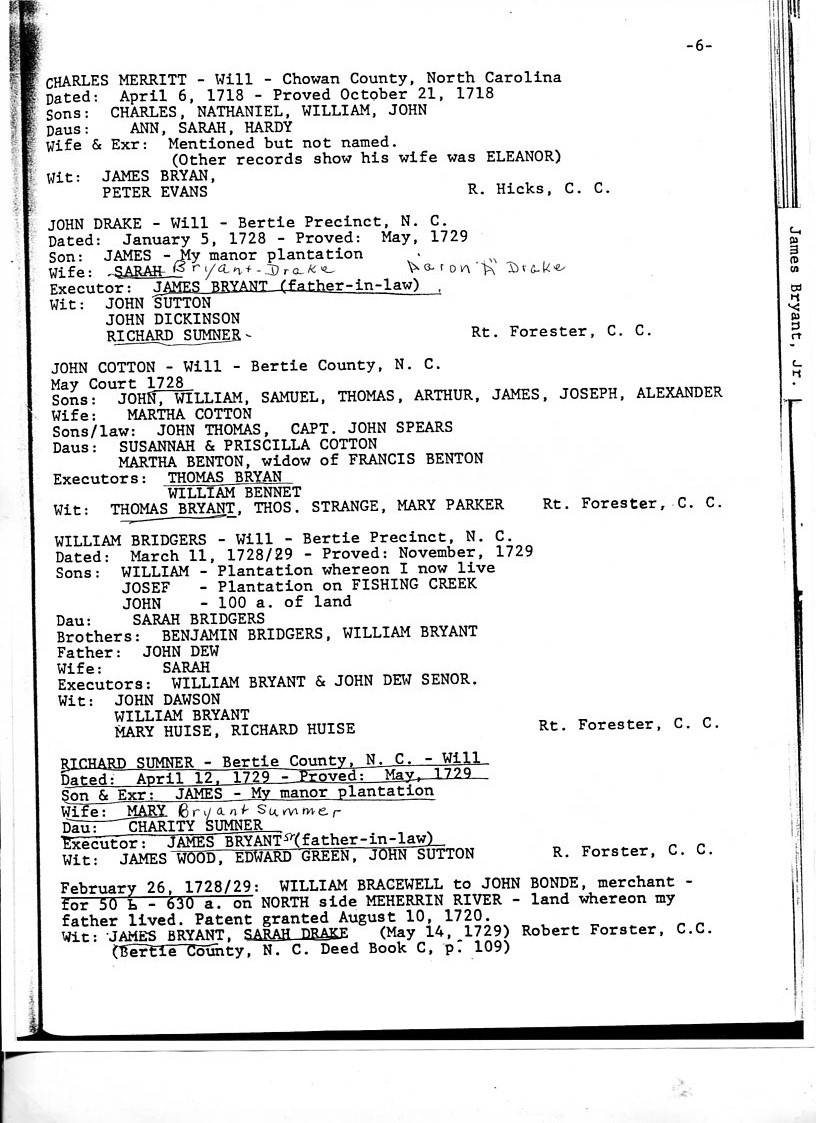 -6-
CHARLES MERRITT - Will - Chowan County, North Carolina
Dated: April 6, 1718 - Proved October 21, 1718
Sons: CHARLES, NATHANIEL, WILLIAM, JOHN
Daus: ANN, SARAH, HARDY
Wife & Exr: Mentioned but not named.
(Other records show his wife was ELEANOR)
Wit: JAMES BRYAN,
PETER EVANS R. Hicks, C. C.
JOHN DRAKE - Will - Bertie Precinct, N. C.
Dated: January 5, 1728 - Proved: May, 1729
Son: JAMES - My manor plantation
Wife: SARAH Bryant-Drake Aaron "A" Drake
Executor: JAMES BRYANT (father-in-law)
Wit: JOHN SUTTON
JOHN DICKINSON
RICHARD SUMNER Rt. Forester, C. C.
JOHN COTTON - Will - Bertie County, N. C.
May Court 1728
Sons: JOHN, WILLIAM, SAMUEL, THOMAS, ARTHUR, JAMES, JOSEPH, ALEXANDER
Wife: MARTHA COTTON
Sons/law: JOHN THOMAS, CAPT. JOHN SPEARS
Daus: SUSANNAH & PRISCILLA COTTON
MARTHA BENTON, widow of FRANCIS BENTON
Executors: THOMAS BRYAN
WILLIAM BENNET
Wit: THOMAS BRYANT, THOS. STRANGE, MARY PARKER Rt. Forester, C. C.
WILLIAM BRIDGERS - Will - Bertie Precinct, N. C.
Dated: March 11, 1728/29 - Proved: November, 1729
Sons: WILLIAM - Plantation whereon I now live
JOSEF - Plantation on FISHING CREEK
JOHN - 100 a. of land
Dau: SARAH BRIDGERS
Brothers: BENJAMIN BRIDGERS, WILLIAM BRYANT
Father: JOHN DEW
Wife: SARAH
Executors: WILLIAM BRYANT & JOHN DEW SENOR.
Wit: JOHN DAWSON
WILLIAM BRYANT
MARY HUISE, RICHARD HUISE Rt. Forester, C. C.
RICHARD SUMNER - Bertie County, N. C. - Will
Dated: April 12, 1729 - Proved: May, 1729
Son & Exr: JAMES - My manor plantation
Wife: MARY Bryant Summer
Dau: CHARITY SUMNER
Executor: JAMES BRYANT Sr (father-in-law)
Wit: JAMES WOOD, EDWARD GREEN, JOHN SUTTON R. Forster, C. C.
February 26, 1728/29: WILLIAM BRACEWELL to JOHN BONDE, merchant -
for 50 L - 630 a. on NORTH side MEHERRIN RIVER - land whereon my
father lived. Patent granted August 10, 1720.
Wit: JAMES BRYANT, SARAH DRAKE (May 14, 1729) Robert Forster, C.C.
(Bertie County, N. C. Deed Book C, p. 109)
James Bryant, Jr.